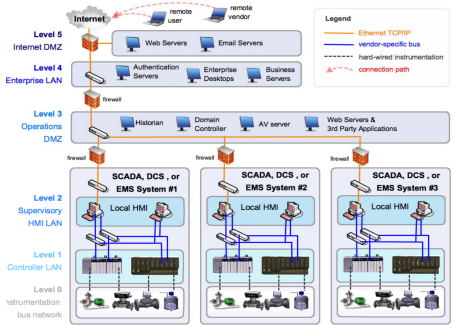 Internet
remote
user
remote
vendor
Legend
Ethernet TCP/IP
vendor-specific bus
hard-wired instrumentation
connection path
Level 5
Internet DMZ
Web Servers
Email Servers
Level 4
Enterprise LAN
Authentication
Servers
Enterprise
Desktops
Business
Servers
firewall
Level 3
Operations
DMZ
Historian
Domain
Controller
AV server
Web Servers &
3rd Party Applications
firewall
firewall
firewall
SCADA, DCS , or
EMS System #1
SCADA, DCS , or
EMS System #2
SCADA, DCS , or
EMS System #3
Level 2
Supervisory
HMI LAN
Local HMI
Local HMI
Local HMI
Level 1
Controller LAN
Level 0
nstrumentation
bus network